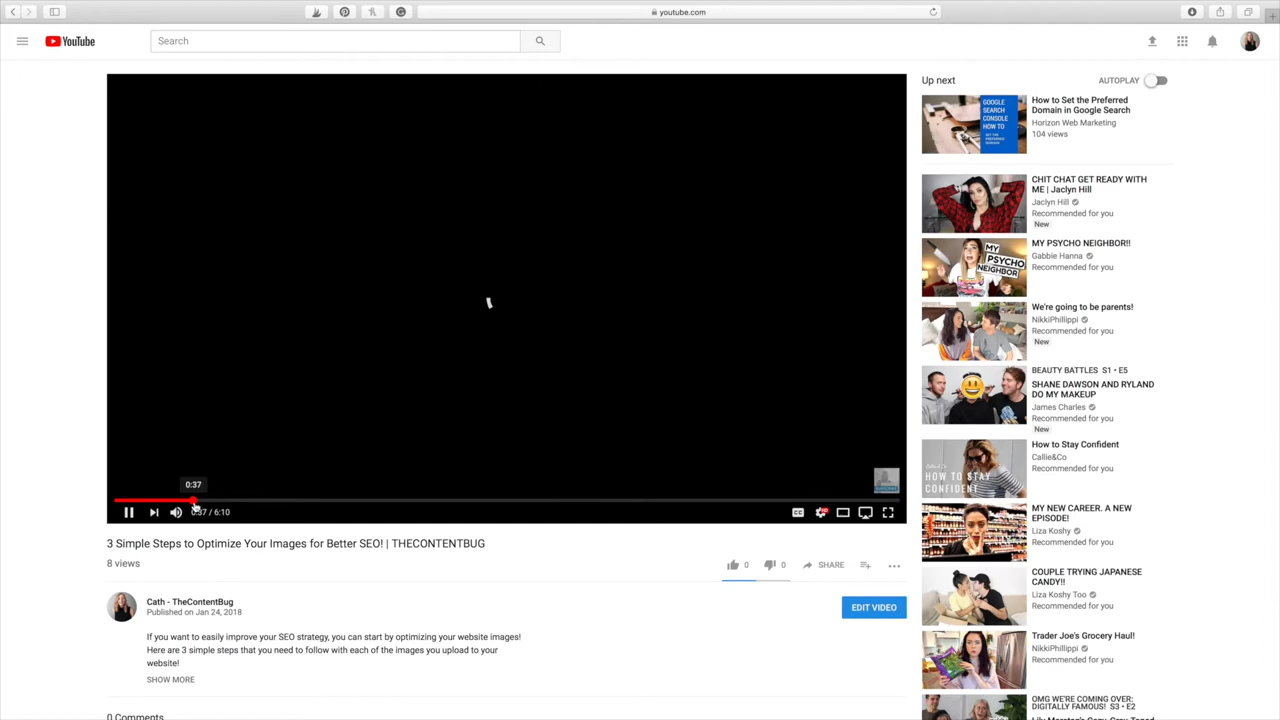 youtube.com
YouTube
Search
Up next
AUTOPLAY
GOOGLE
SEARCH
CONSOLE
HOW TO
SET THE
PREFERRED
DOMAIN
How to Set the Preferred
Domain in Google Search
Horizon Web Marketing
104 views
CHIT CHAT GET READY WITH
ME | Jaclyn Hill
Jaclyn Hill
Recommended for you
New
MY
PSYCHO
NEIGHBOR
MY PSYCHO NEIGHBOR!!
Gabbie Hanna
Recommended for you
We're going to be parents!
NikkiPhillippi
Recommended for you
New
BEAUTY BATTLES S1 • E5
SHANE DAWSON AND RYLAND
DO MY MAKEUP
James Charles
Recommended for you
New
HOW TO STAY
CONFIDENT
How to Stay Confident
Callie&Co
Recommended for you
MY NEW CAREER. A NEW
EPISODE!
Liza Koshy
Recommended for you
COUPLE TRYING JAPANESE
CANDY!!
Liza Koshy Too
Recommended for you
Trader Joe's Grocery Haul!
NikkiPhillippi
Recommended for you
OMG WE'RE COMING OVER:
DIGITALLY FAMOUS! S3 • E2
0:37
0:37 / 6:10
3 Simple Steps to Optimize Your Images for Search Engines! | THECONTENTBUG
8 views
0
0
SHARE
Cath - TheContentBug
Published on Jan 24, 2018
EDIT VIDEO
If you want to easily improve your SEO strategy, you can start by optimizing your website images!
Here are 3 simple steps that you need to follow with each of the images you upload to your
website!
SHOW MORE
0 Comments